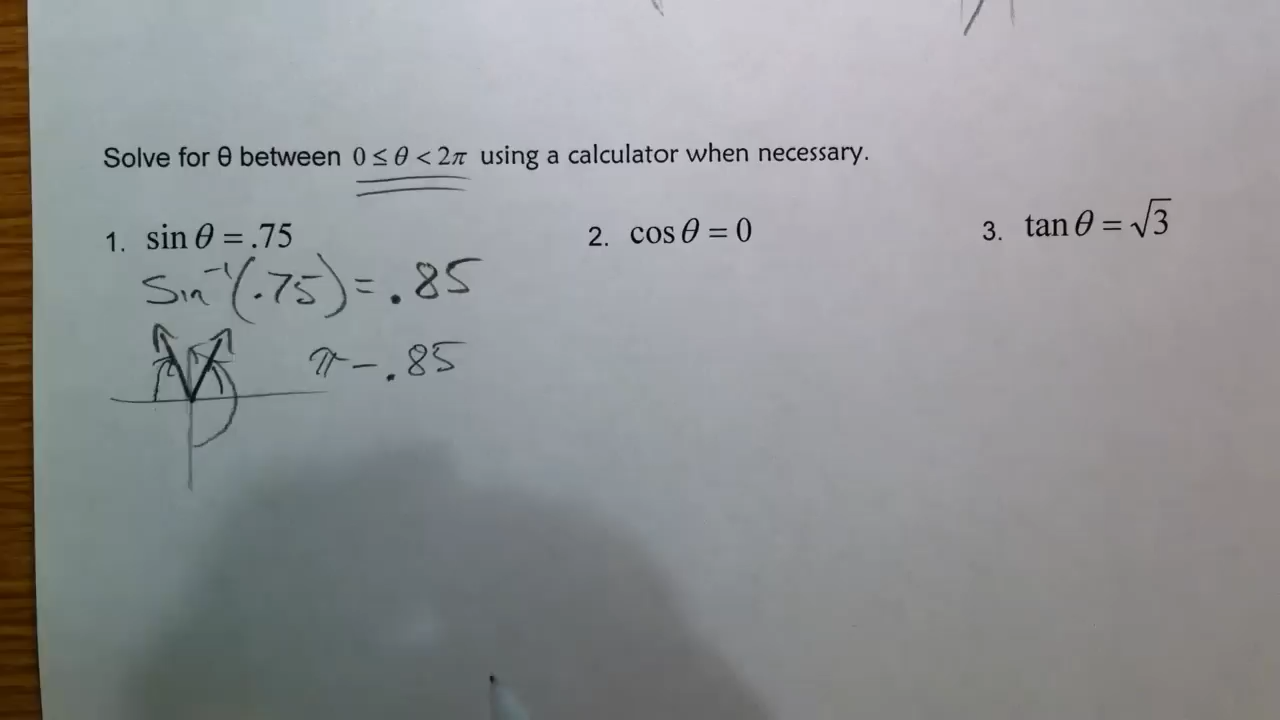 Solve for θ between 0 ≤ θ < 2π using a calculator when necessary.
1. sin θ = .75
2. cos θ = 0
3. tan θ = √3
Sin⁻¹(.75) = .85
π - .85